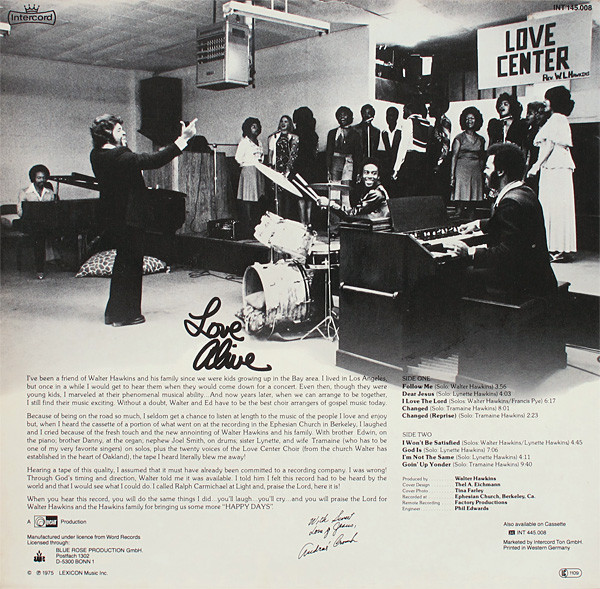 Intercord
INT 145.008
LOVE
CENTER
REV. W.L. HAWKINS
Love
Alive
I've been a friend of Walter Hawkins and his family since we were kids growing up in the Bay area. I lived in Los Angeles,
but once in a while I would get to hear them when they would come down for a concert. Even then, though they were
young kids, I marveled at their phenomenal musical ability...And now years later, when we can arrange to be together,
I still find their music exciting. Without a doubt, Walter and Ed have to be the best choir arrangers of gospel music today.
Because of being on the road so much, I seldom get a chance to listen at length to the music of the people I love and enjoy
but, when I heard the cassette of a portion of what went on at the recording in the Ephesian Church in Berkeley, I laughed
and I cried because of the fresh touch and the new anointing of Walter Hawkins and his family. With brother Edwin, on
the piano; brother Danny, at the organ; nephew Joel Smith, on drums; sister Lynette, and wife Tramaine (who has to be
one of my very favorite singers) on solos, plus the twenty voices of the Love Center Choir (from the church Walter has
established in the heart of Oakland), the tape I heard literally blew me away!
Hearing a tape of this quality, I assumed that it must have already been committed to a recording company. I was wrong!
Through God's timing and direction, Walter told me it was available. I told him I felt this record had to be heard by the
world and that I would see what I could do. I called Ralph Carmichael at Light and, praise the Lord, here it is!
When you hear this record, you will do the same things I did...you'll laugh...you'll cry...and you will praise the Lord for
Walter Hawkins and the Hawkins family for bringing us some more "HAPPY DAYS".
With Sweet
Love of Jesus,
Andraé Crouch
A
Production
Manufactured under licence from Word Records
Licensed through:
BLUE ROSE PRODUCTION GmbH.
Postfach 1302
D-5300 BONN 1
© ℗ 1975 LEXICON Music Inc.
SIDE ONE
Follow Me (Solo: Walter Hawkins) 3:56
Dear Jesus (Solo: Lynette Hawkins) 4:03
I Love The Lord (Solos: Walter Hawkins/Francis Pye) 6:17
Changed (Solo: Tramaine Hawkins) 8:01
Changed (Reprise) (Solo: Tramaine Hawkins) 2:23
SIDE TWO
I Won't Be Satisfied (Solos: Walter Hawkins/Lynette Hawkins) 4:45
God Is (Solo: Lynette Hawkins) 7:06
I'm Not the Same (Solo: Lynette Hawkins) 4:11
Goin' Up Yonder (Solo: Tramaine Hawkins) 9:40
Produced by Walter Hawkins
Cover Design Thel A. Eichmann
Cover Photo Tina Farley
Recorded at Ephesian Church, Berkeley, Ca.
Remote Recording Factory Productions
Engineer Phil Edwards
Also available on Cassette
INT 445.008
Marketed by Intercord Ton GmbH.
Printed in Western Germany